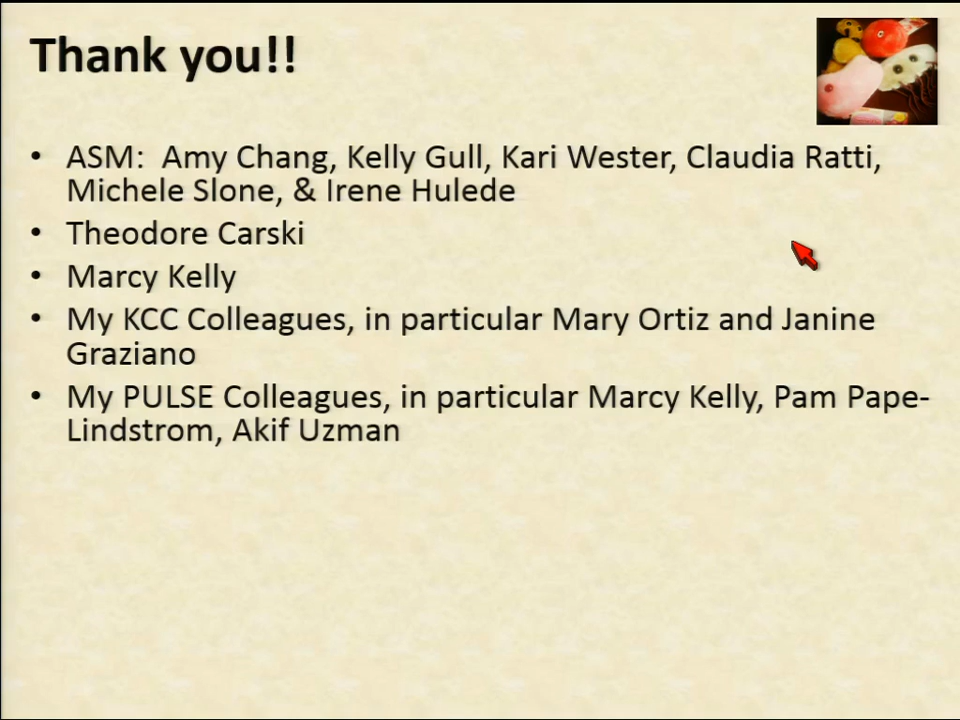 Thank you!!
• ASM:  Amy Chang, Kelly Gull, Kari Wester, Claudia Ratti,
Michele Slone, & Irene Hulede
• Theodore Carski
• Marcy Kelly
• My KCC Colleagues, in particular Mary Ortiz and Janine
Graziano
• My PULSE Colleagues, in particular Marcy Kelly, Pam Pape-
Lindstrom, Akif Uzman